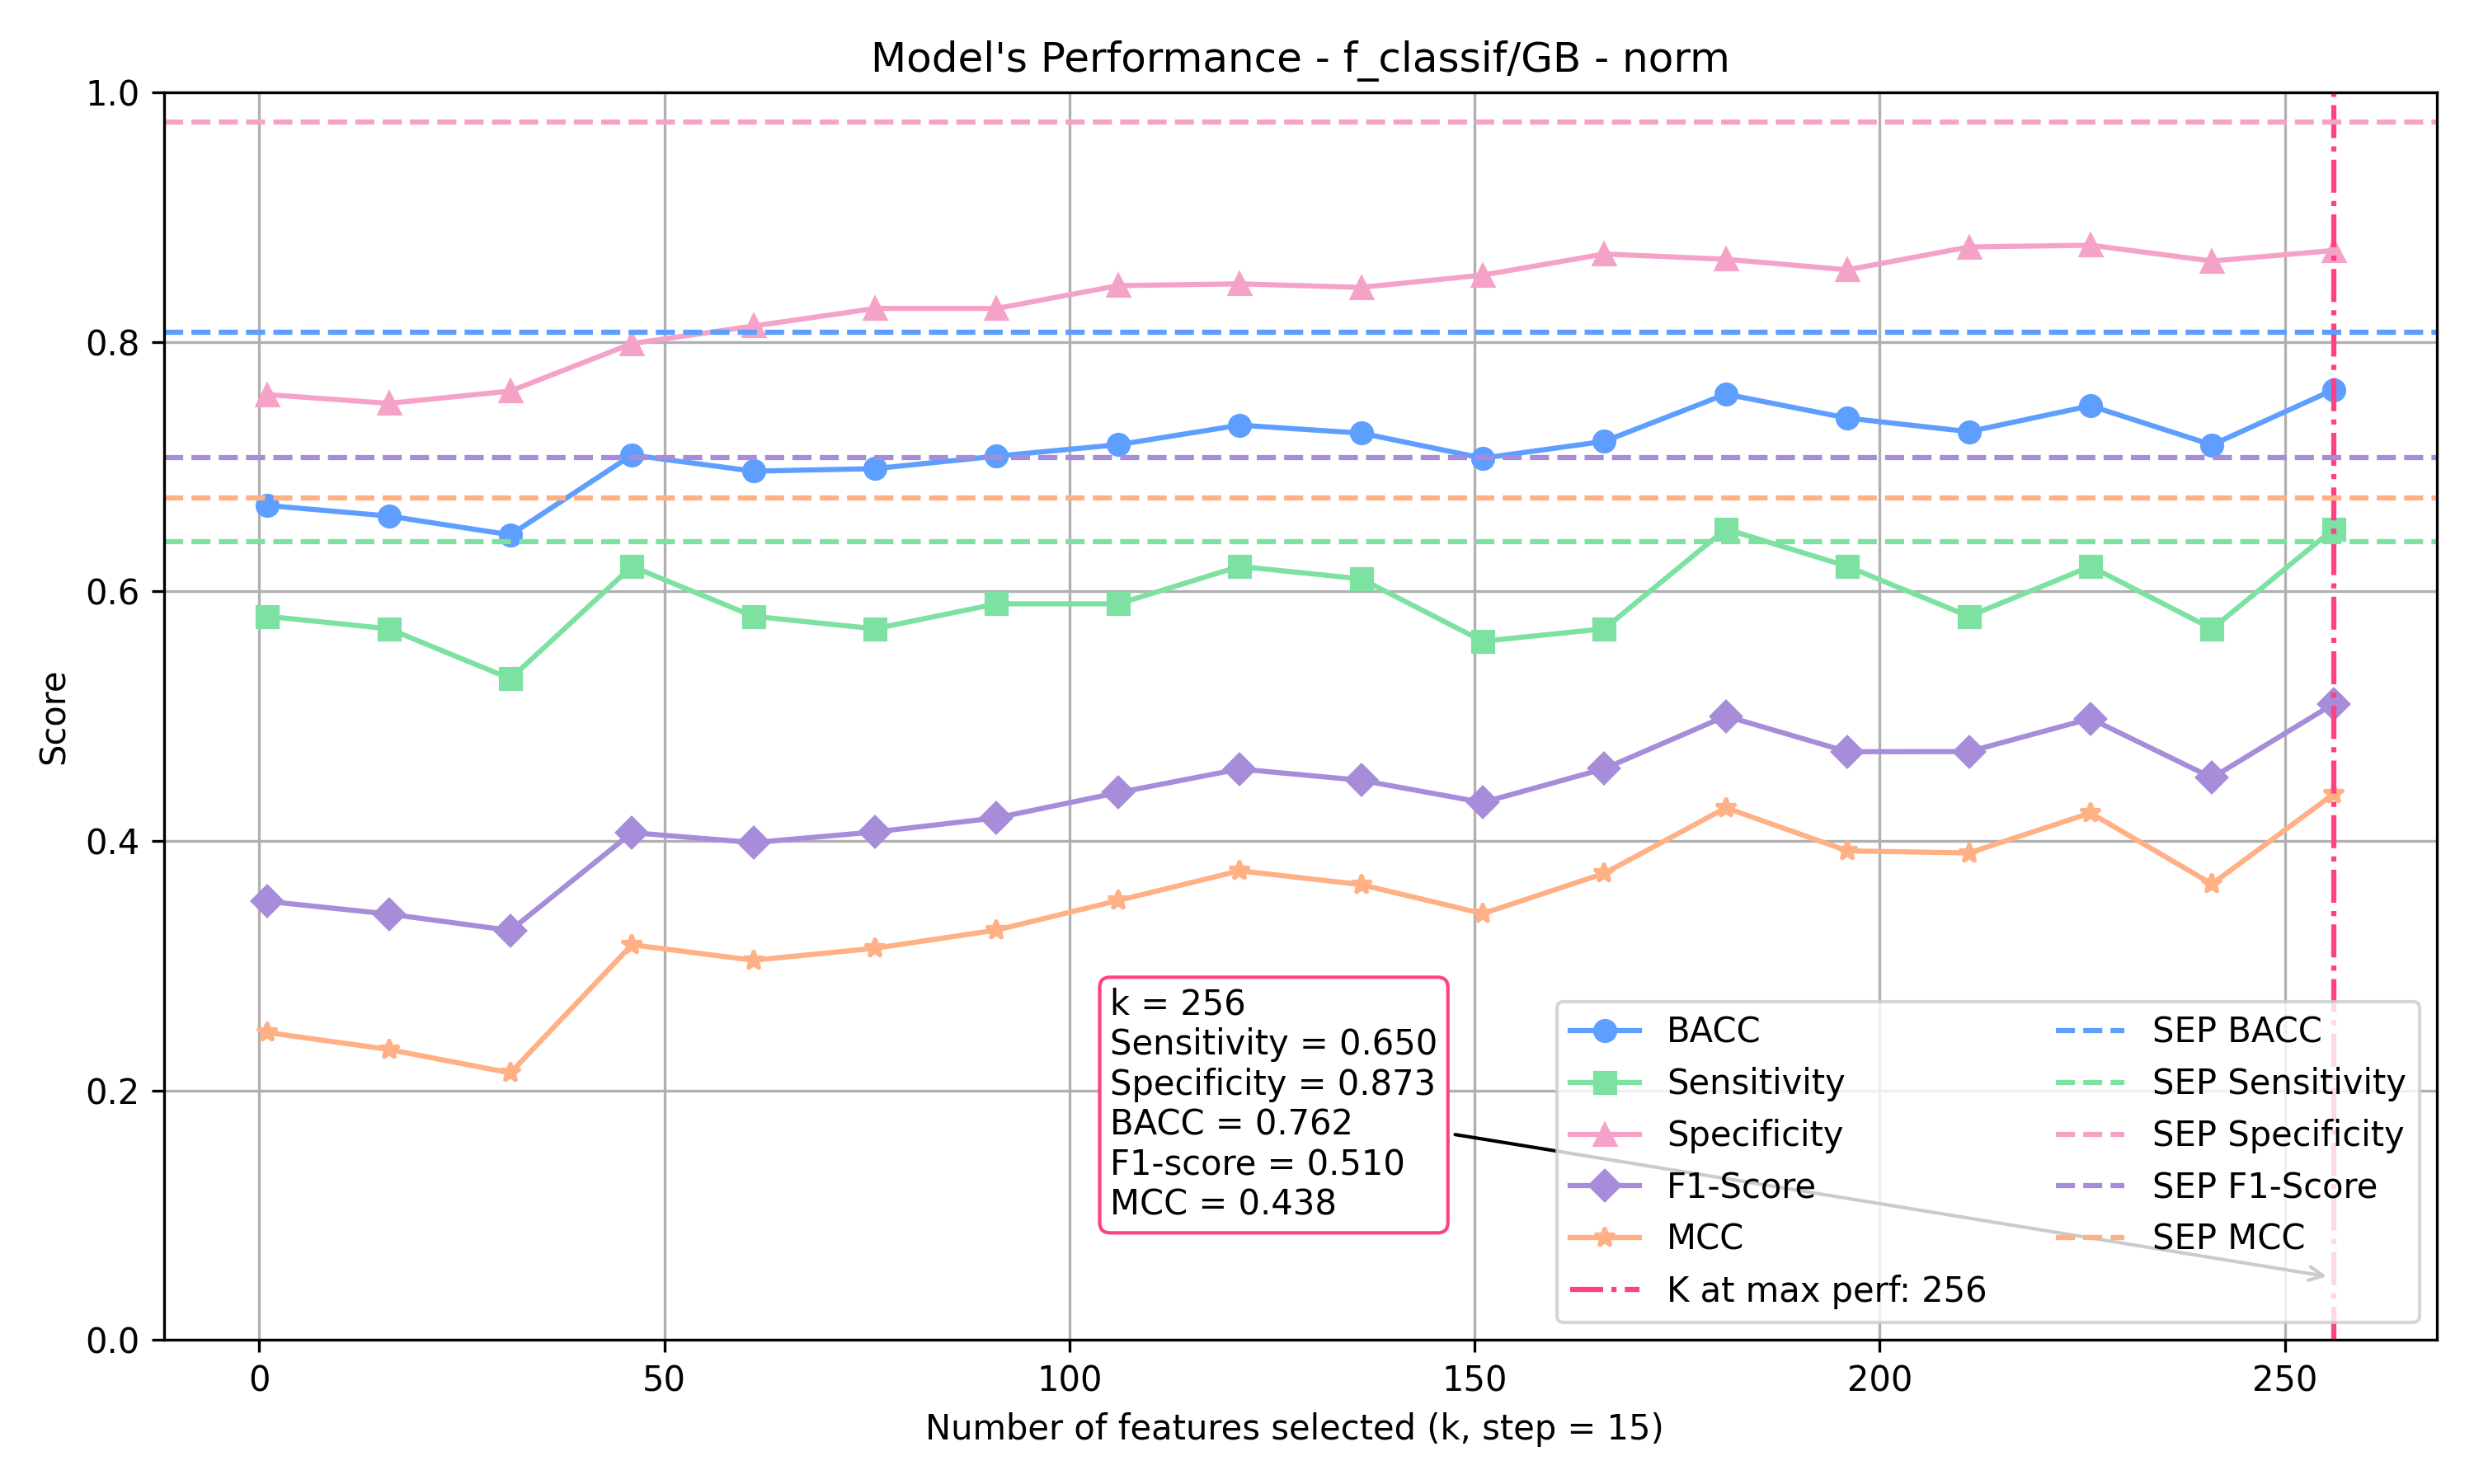 Model's Performance - f_classif/GB - norm
1.0
0.8
0.6
0.4
0.2
0.0
Score
0
50
100
150
200
250
Number of features selected (k, step = 15)
k = 256
Sensitivity = 0.650
Specificity = 0.873
BACC = 0.762
F1-score = 0.510
MCC = 0.438
BACC
Sensitivity
Specificity
F1-Score
MCC
K at max perf: 256
SEP BACC
SEP Sensitivity
SEP Specificity
SEP F1-Score
SEP MCC